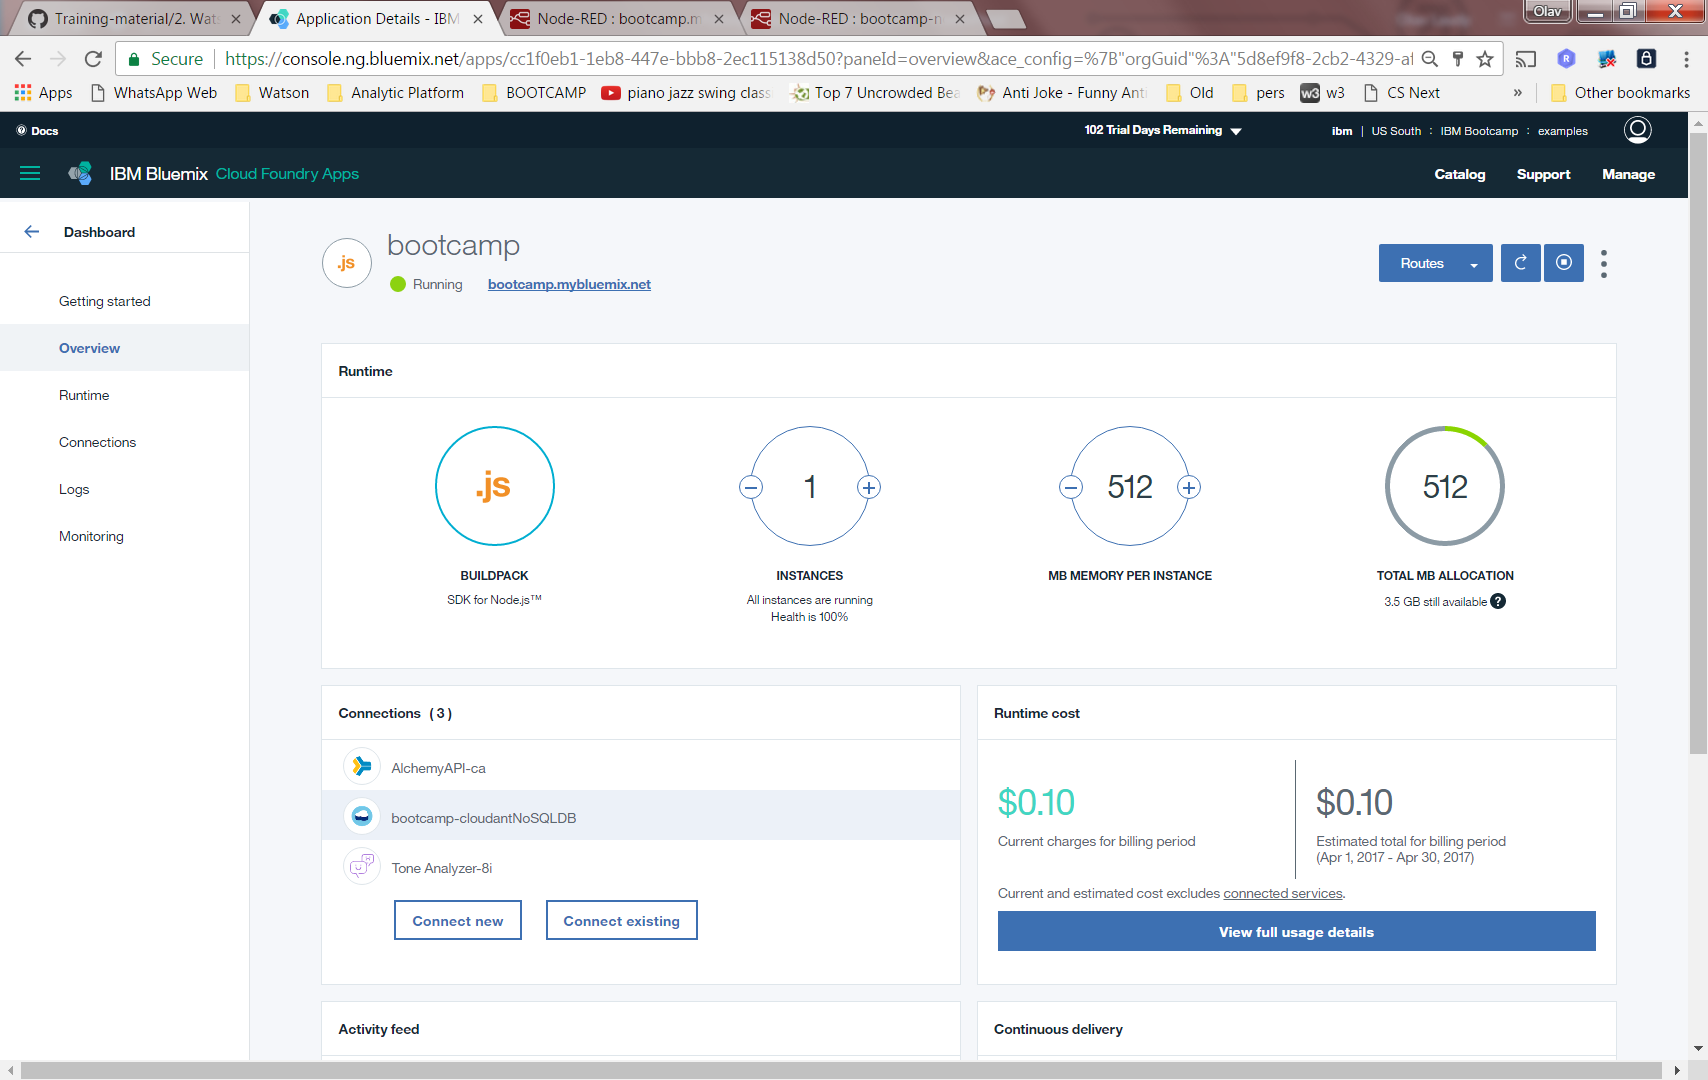 Olav
Training-material/2. Wats
Application Details - IBM
Node-RED : bootcamp.m
Node-RED : bootcamp-n
Secure
https://console.ng.bluemix.net/apps/cc1f0eb1-1eb8-447e-bbb8-2ec115138d50?paneId=overview&ace_config=%7B"orgGuid"%3A"5d8ef9f8-2cb2-4329-af
Apps
WhatsApp Web
Watson
Analytic Platform
BOOTCAMP
piano jazz swing class
Top 7 Uncrowded Bea
Anti Joke - Funny Anti
Old
pers
w3
w3
CS Next
»
Other bookmarks
Docs
102 Trial Days Remaining
ibm | US South : IBM Bootcamp : examples
IBM Bluemix Cloud Foundry Apps
Catalog
Support
Manage
Dashboard
Getting started
Overview
Runtime
Connections
Logs
Monitoring
.js
bootcamp
Running
bootcamp.mybluemix.net
Routes
Runtime
.js
BUILDPACK
SDK for Node.js™
1
INSTANCES
All instances are running
Health is 100%
512
MB MEMORY PER INSTANCE
512
TOTAL MB ALLOCATION
3.5 GB still available ?
Connections (3)
AlchemyAPI-ca
bootcamp-cloudantNoSQLDB
Tone Analyzer-8i
Connect new
Connect existing
Runtime cost
$0.10
Current charges for billing period
$0.10
Estimated total for billing period
(Apr 1, 2017 - Apr 30, 2017)
Current and estimated cost excludes connected services.
View full usage details
Activity feed
Continuous delivery